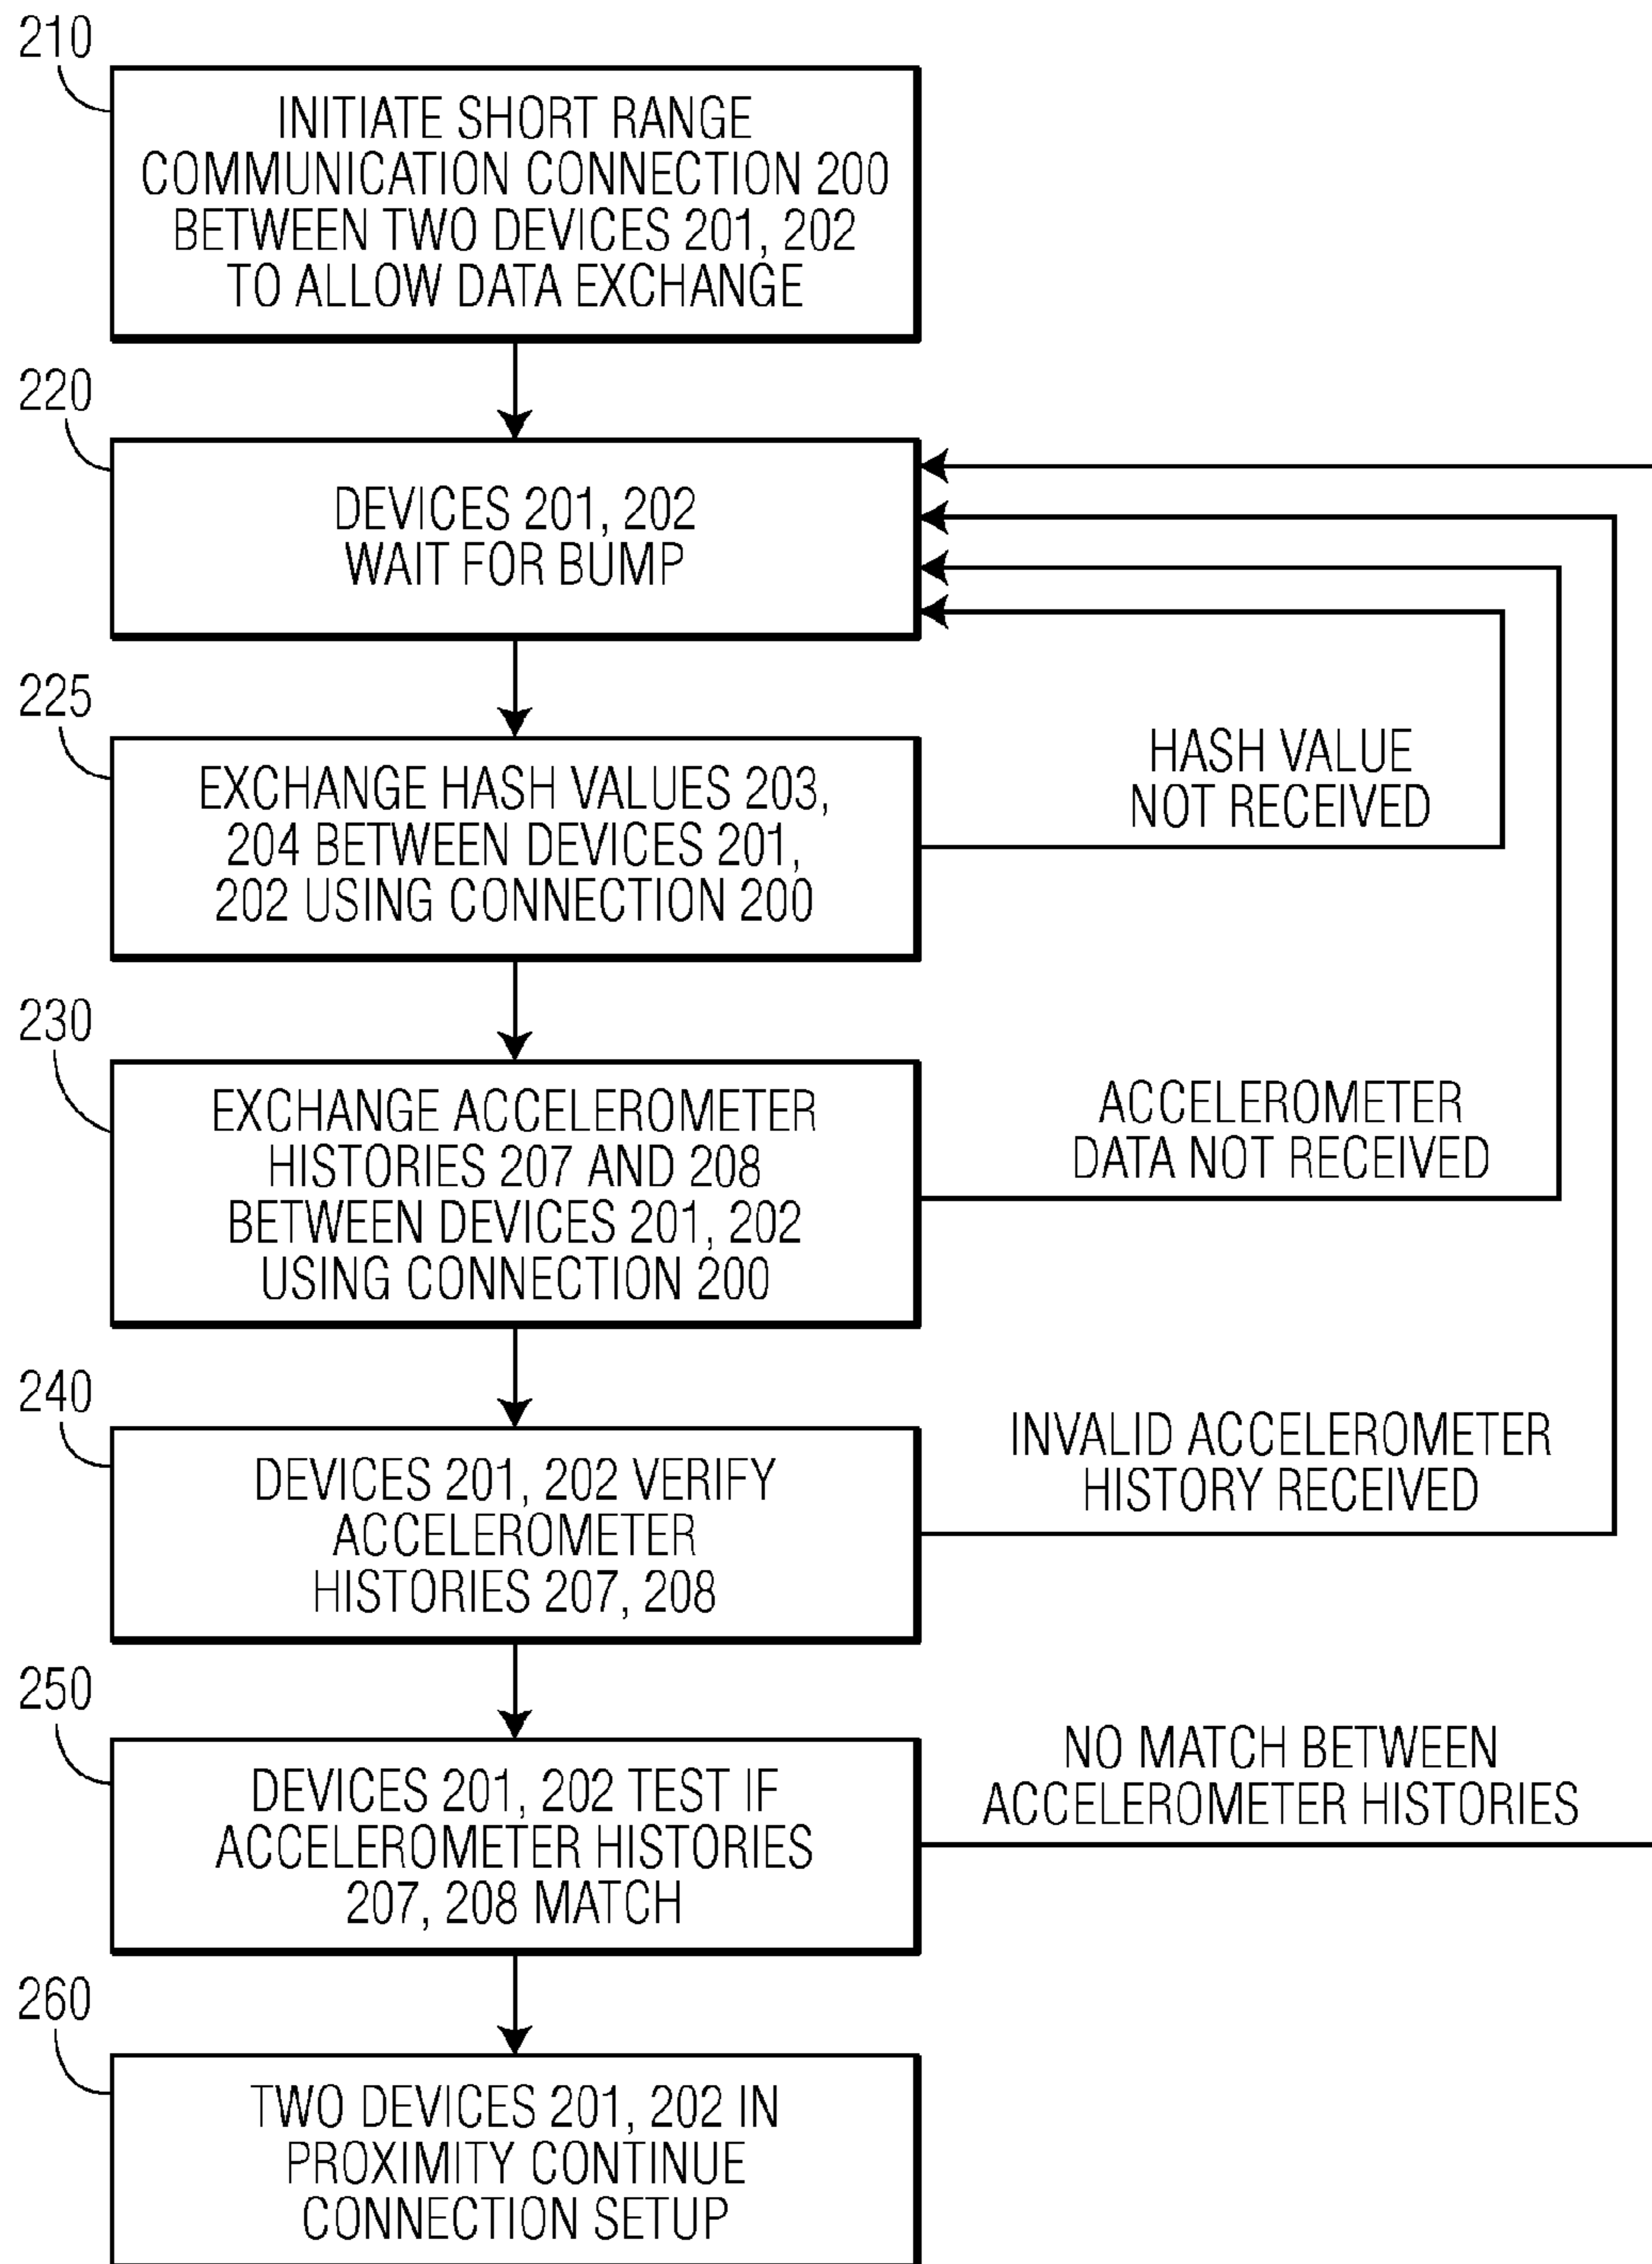 210
INITIATE SHORT RANGE
COMMUNICATION CONNECTION 200
BETWEEN TWO DEVICES 201, 202
TO ALLOW DATA EXCHANGE
220
DEVICES 201, 202
WAIT FOR BUMP
225
EXCHANGE HASH VALUES 203,
204 BETWEEN DEVICES 201,
202 USING CONNECTION 200
HASH VALUE
NOT RECEIVED
230
EXCHANGE ACCELEROMETER
HISTORIES 207 AND 208
BETWEEN DEVICES 201, 202
USING CONNECTION 200
ACCELEROMETER
DATA NOT RECEIVED
240
DEVICES 201, 202 VERIFY
ACCELEROMETER
HISTORIES 207, 208
INVALID ACCELEROMETER
HISTORY RECEIVED
250
DEVICES 201, 202 TEST IF
ACCELEROMETER HISTORIES
207, 208 MATCH
NO MATCH BETWEEN
ACCELEROMETER HISTORIES
260
TWO DEVICES 201, 202 IN
PROXIMITY CONTINUE
CONNECTION SETUP